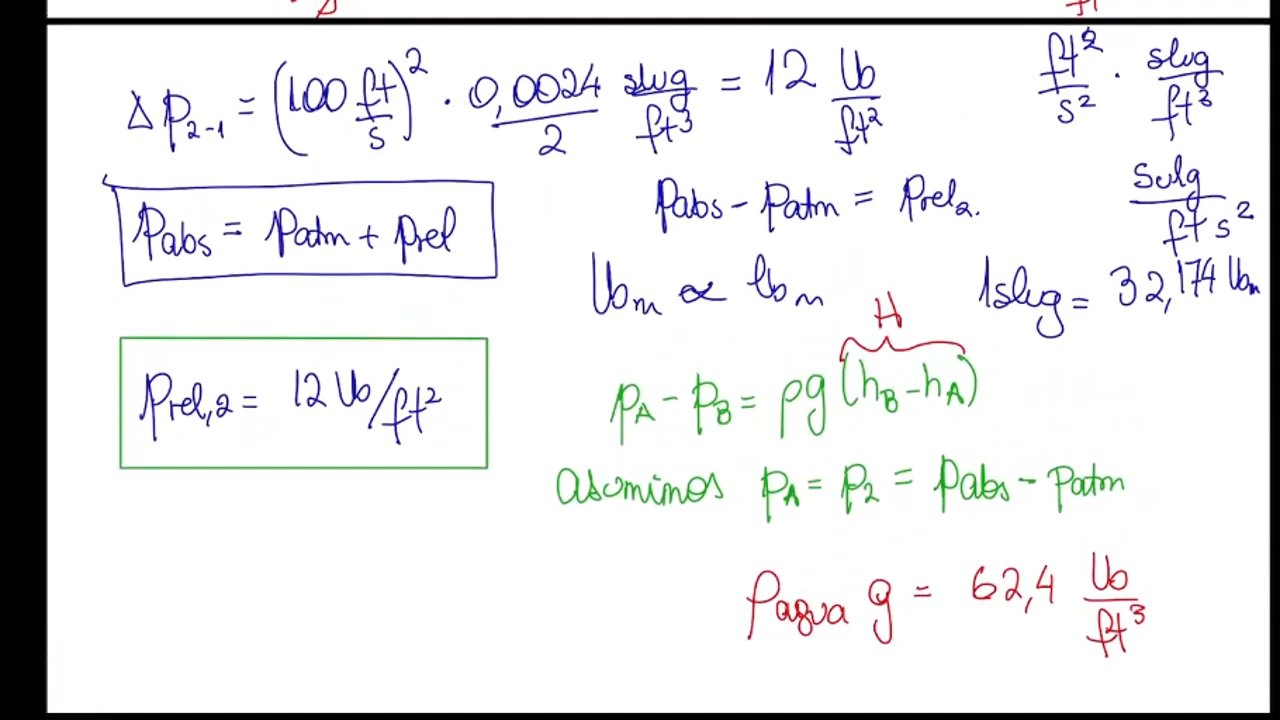 Δp₂₋₁ = (100 ft/s)² · 0,0024/2 slug/ft³ = 12 lb/ft²
ft²/s² · slug/ft³
pabs = patm + prel
pabs - patm = prel₂.
sulg/ft s²
lbm ∝ lbm
1slug = 32,174 lbm
H
prel,2 = 12 lb/ft²
pA - pB = ρg (hB - hA)
asuminos pA = p2 = pabs - patm
ρagua g = 62,4 lb/ft³